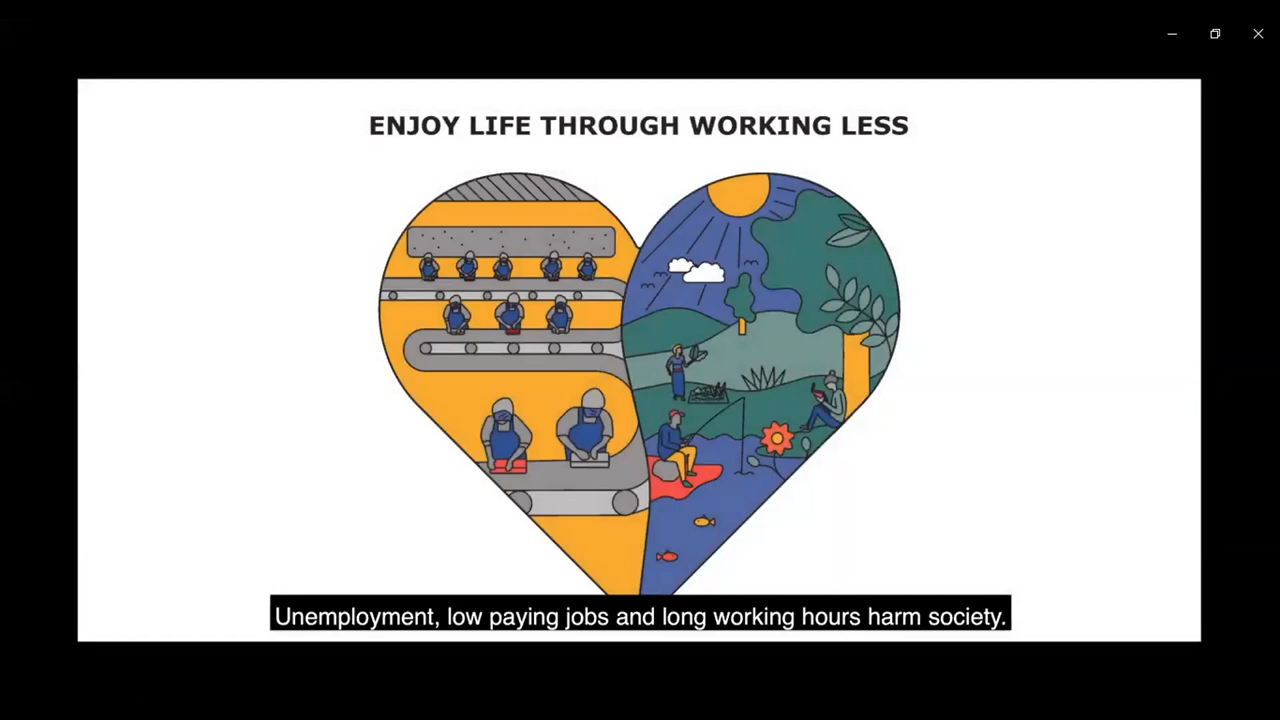 ENJOY LIFE THROUGH WORKING LESS
Unemployment, low paying jobs and long working hours harm society.